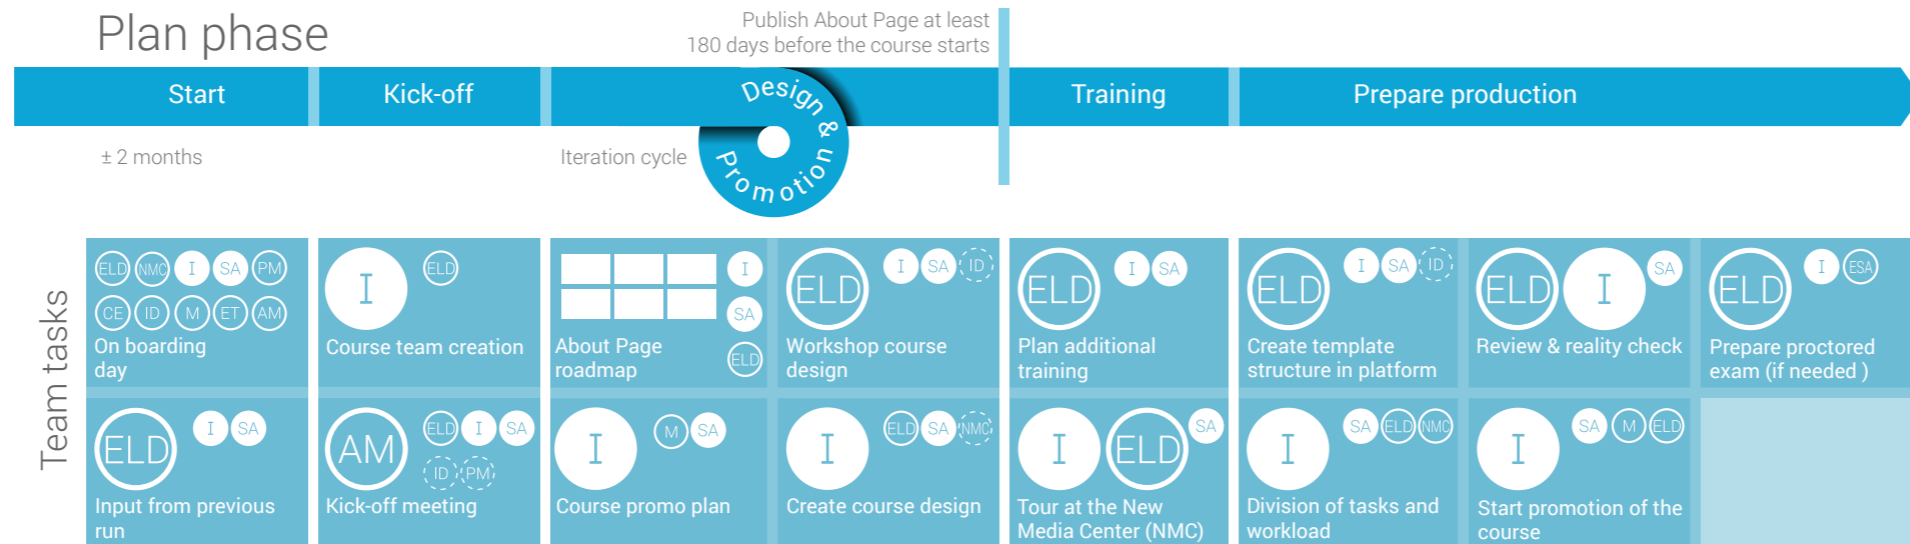 Plan phase
Publish About Page at least
180 days before the course starts
Start
Kick-off
Design &
Promotion
Training
Prepare production
± 2 months
Iteration cycle
Team tasks
ELD NMC I SA PM
CE ID M ET AM
On boarding
day
I ELD
Course team creation
I
SA
ELD
About Page
roadmap
ELD I SA ID
Workshop course
design
ELD I SA
Plan additional
training
ELD I SA ID
Create template
structure in platform
ELD I SA
Review & reality check
ELD I ESA
Prepare proctored
exam (if needed )
ELD I SA
Input from previous
run
AM ELD I SA
ID PM
Kick-off meeting
I M SA
Course promo plan
I ELD SA NMC
Create course design
I ELD SA
Tour at the New
Media Center (NMC)
I SA ELD NMC
Division of tasks and
workload
I SA M ELD
Start promotion of the
course